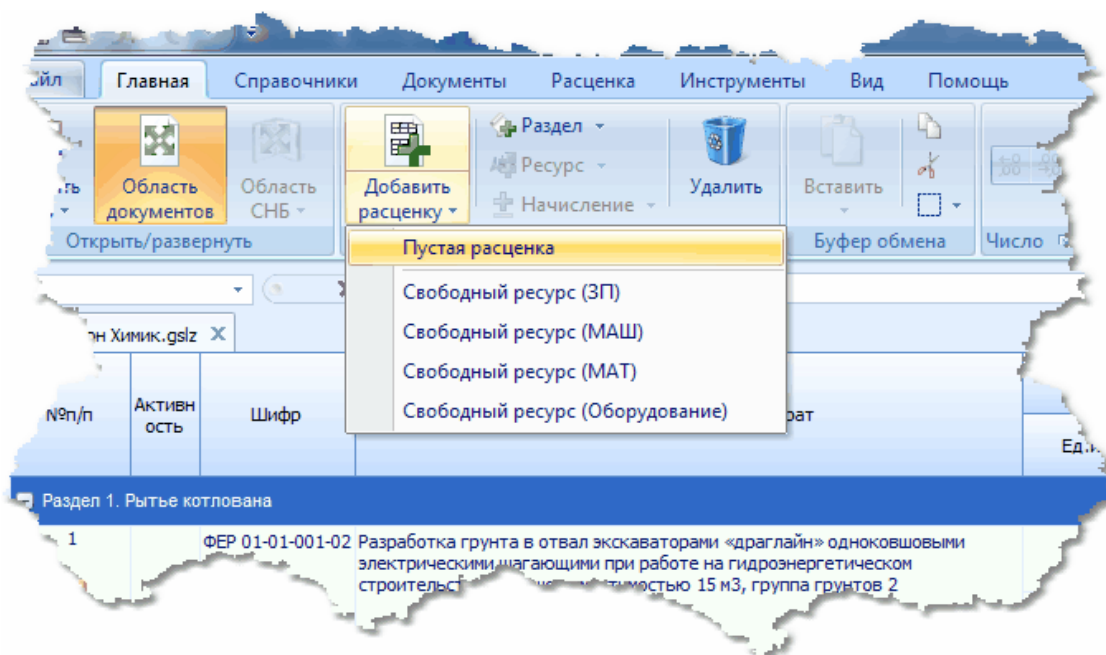 Главная Справочники Документы Расценка Инструменты Вид Помощь
Раздел
Ресурс
Начисление
Область
документов
Область
СНБ
Добавить
расценку
Удалить
Вставить
Открыть/развернуть
Буфер обмена
Число
Пустая расценка
Свободный ресурс (ЗП)
Свободный ресурс (МАШ)
Свободный ресурс (МАТ)
Свободный ресурс (Оборудование)
Химик.gslz
№п/п
Активн
ость
Шифр
Раздел 1. Рытье котлована
1
ФЕР 01-01-001-02
Разработка грунта в отвал экскаваторами «драглайн» одноковшовыми
электрическими шагающими при работе на гидроэнергетическом
15 м3, группа грунтов 2